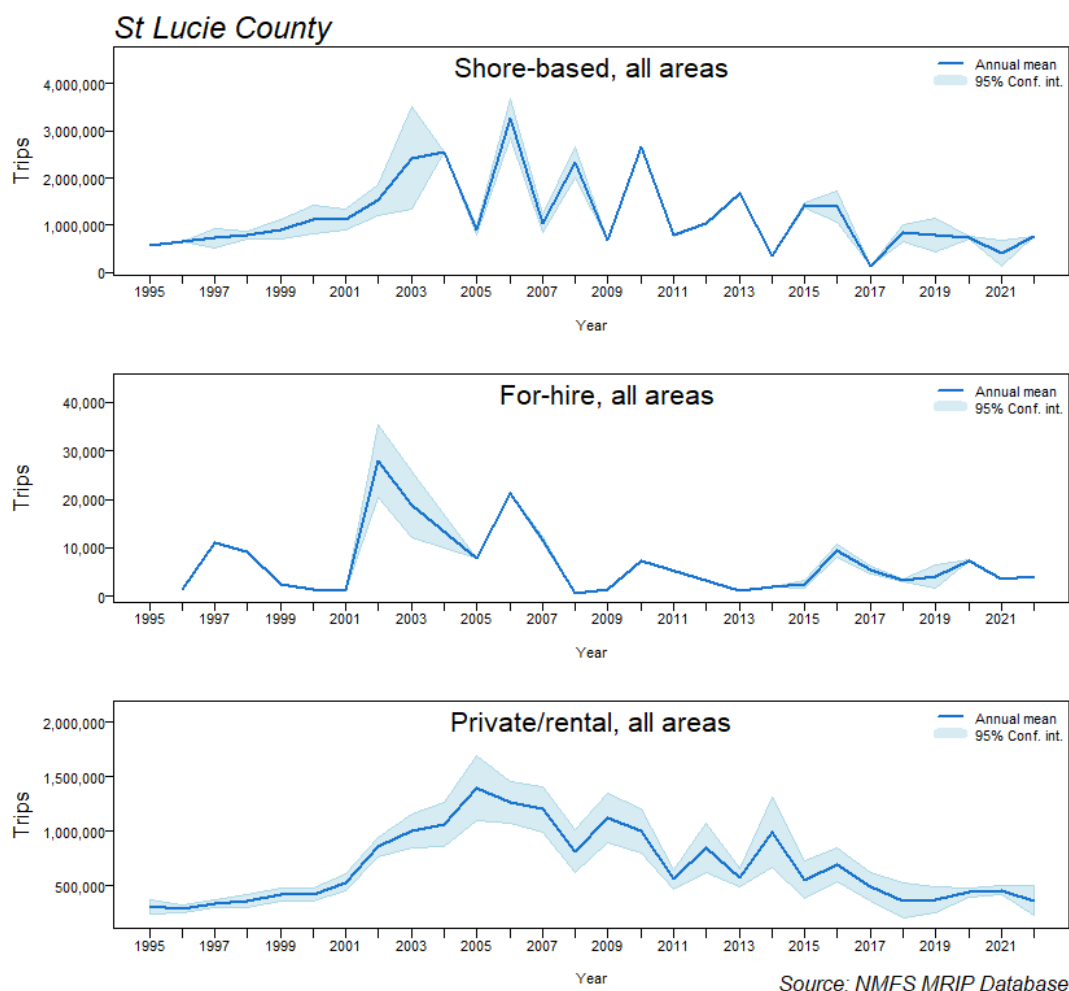 St Lucie County
Shore-based, all areas
Annual mean
95% Conf. int.
Trips
4,000,000
3,000,000
2,000,000
1,000,000
0
1995 1997 1999 2001 2003 2005 2007 2009 2011 2013 2015 2017 2019 2021
Year
For-hire, all areas
Annual mean
95% Conf. int.
Trips
40,000
30,000
20,000
10,000
0
1995 1997 1999 2001 2003 2005 2007 2009 2011 2013 2015 2017 2019 2021
Year
Private/rental, all areas
Annual mean
95% Conf. int.
Trips
2,000,000
1,500,000
1,000,000
500,000
1995 1997 1999 2001 2003 2005 2007 2009 2011 2013 2015 2017 2019 2021
Year
Source: NMFS MRIP Database